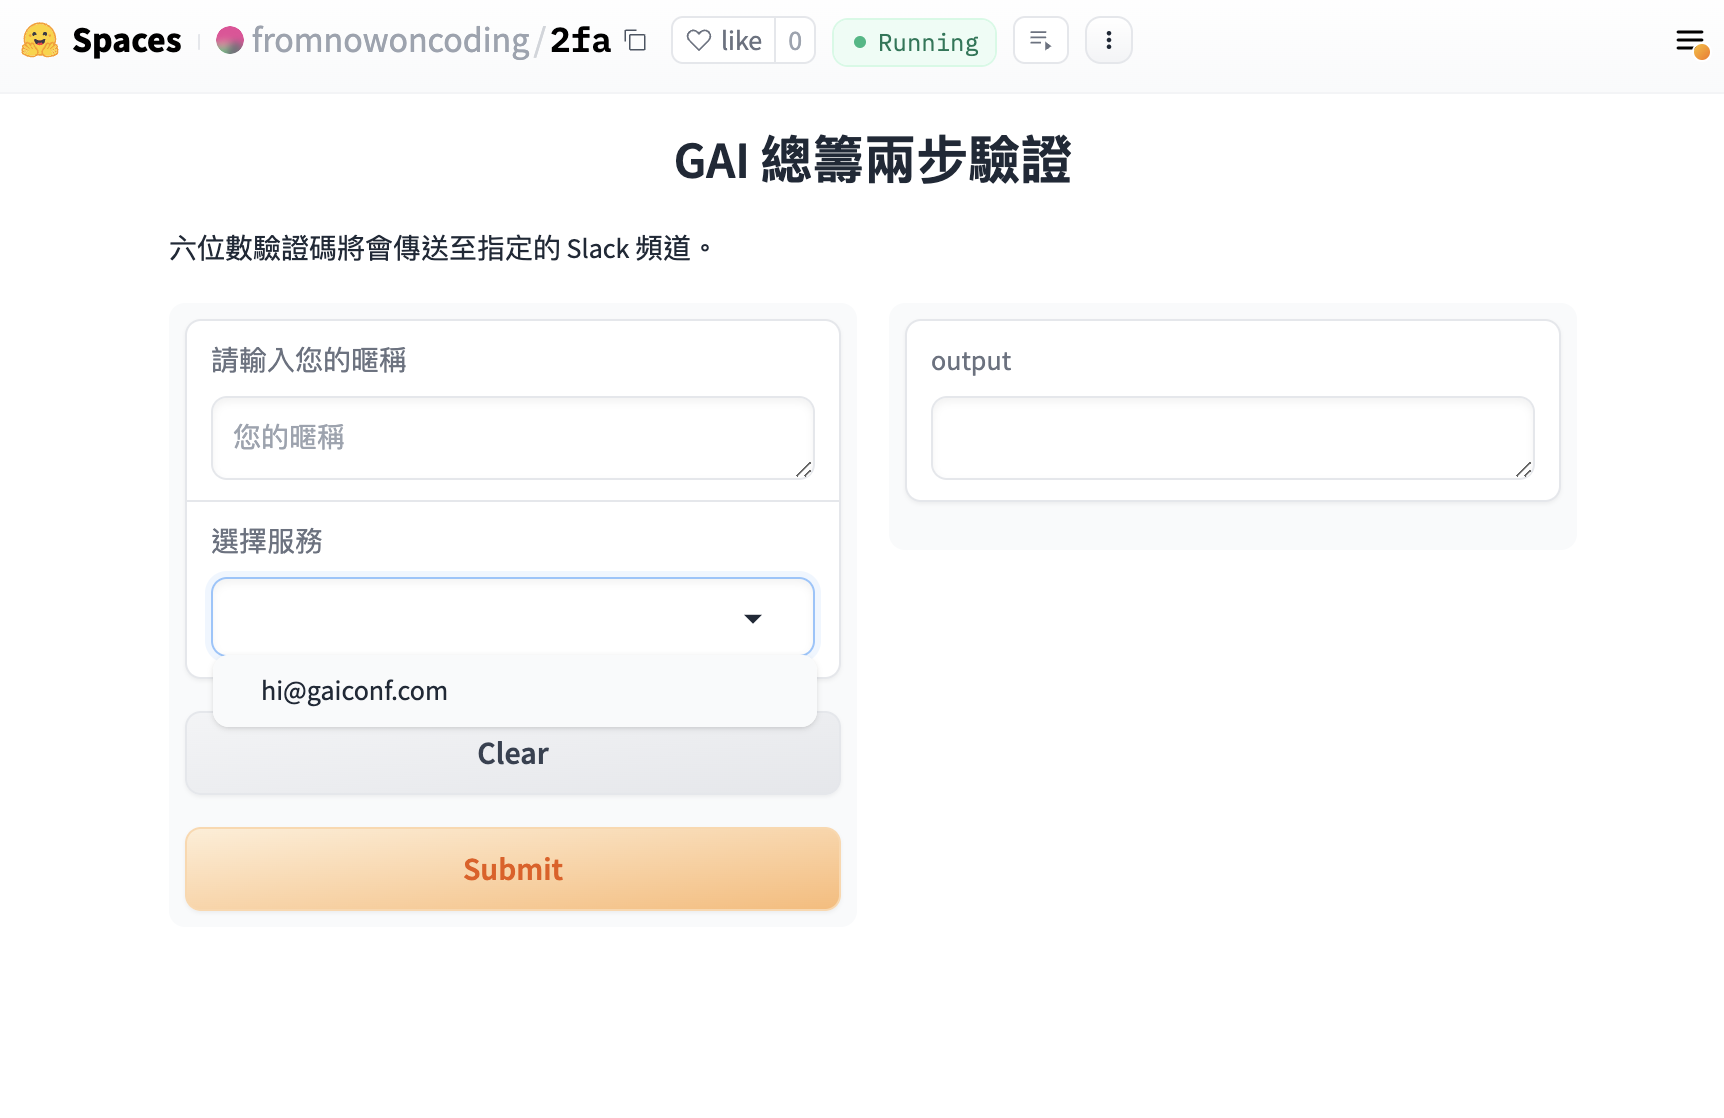 Spaces
fromnowoncoding/2fa
like
0
Running
GAI 總籌兩步驗證
六位數驗證碼將會傳送至指定的 Slack 頻道。
請輸入您的暱稱
您的暱稱
選擇服務
hi@gaiconf.com
Clear
Submit
output